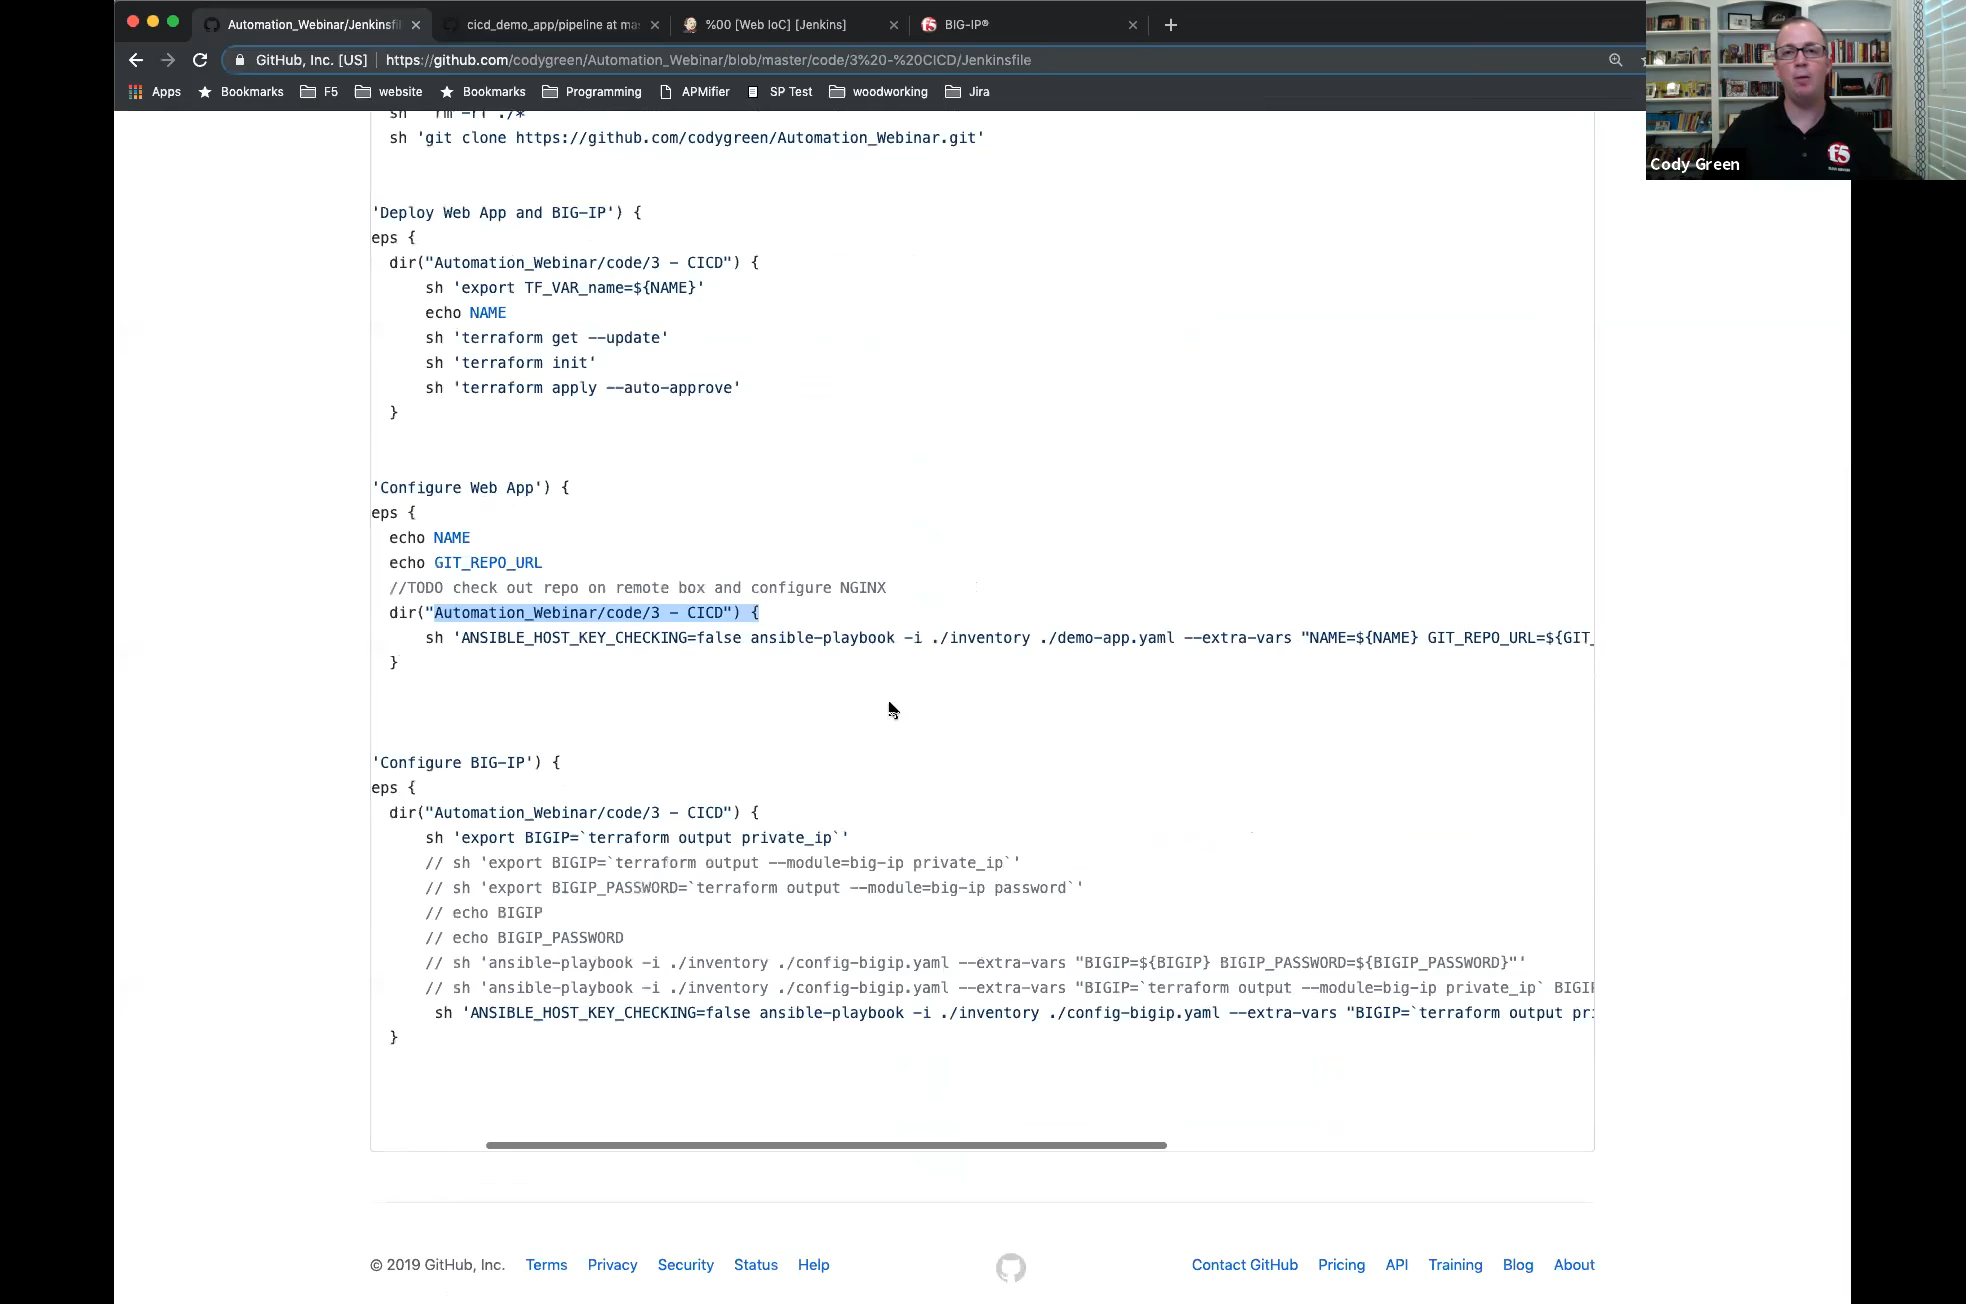 Automation_Webinar/Jenkinsfil
cicd_demo_app/pipeline at ma
%00 [Web IoC] [Jenkins]
BIG-IP®
GitHub, Inc. [US]
https://github.com/codygreen/Automation_Webinar/blob/master/code/3%20-%20CICD/Jenkinsfile
Apps
Bookmarks
F5
website
Bookmarks
Programming
APMifier
SP Test
woodworking
Jira
f5
Cody Green
sh 'rm -rf ./*
sh 'git clone https://github.com/codygreen/Automation_Webinar.git'
'Deploy Web App and BIG-IP') {
eps {
dir("Automation_Webinar/code/3 - CICD") {
sh 'export TF_VAR_name=${NAME}'
echo NAME
sh 'terraform get --update'
sh 'terraform init'
sh 'terraform apply --auto-approve'
}
'Configure Web App') {
eps {
echo NAME
echo GIT_REPO_URL
//TODO check out repo on remote box and configure NGINX
dir("Automation_Webinar/code/3 - CICD") {
sh 'ANSIBLE_HOST_KEY_CHECKING=false ansible-playbook -i ./inventory ./demo-app.yaml --extra-vars "NAME=${NAME} GIT_REPO_URL=${GIT_
}
'Configure BIG-IP') {
eps {
dir("Automation_Webinar/code/3 - CICD") {
sh 'export BIGIP=`terraform output private_ip`'
// sh 'export BIGIP=`terraform output --module=big-ip private_ip`'
// sh 'export BIGIP_PASSWORD=`terraform output --module=big-ip password`'
// echo BIGIP
// echo BIGIP_PASSWORD
// sh 'ansible-playbook -i ./inventory ./config-bigip.yaml --extra-vars "BIGIP=${BIGIP} BIGIP_PASSWORD=${BIGIP_PASSWORD}"'
// sh 'ansible-playbook -i ./inventory ./config-bigip.yaml --extra-vars "BIGIP=`terraform output --module=big-ip private_ip` BIGIP
sh 'ANSIBLE_HOST_KEY_CHECKING=false ansible-playbook -i ./inventory ./config-bigip.yaml --extra-vars "BIGIP=`terraform output pri
}
© 2019 GitHub, Inc.
Terms
Privacy
Security
Status
Help
Contact GitHub
Pricing
API
Training
Blog
About